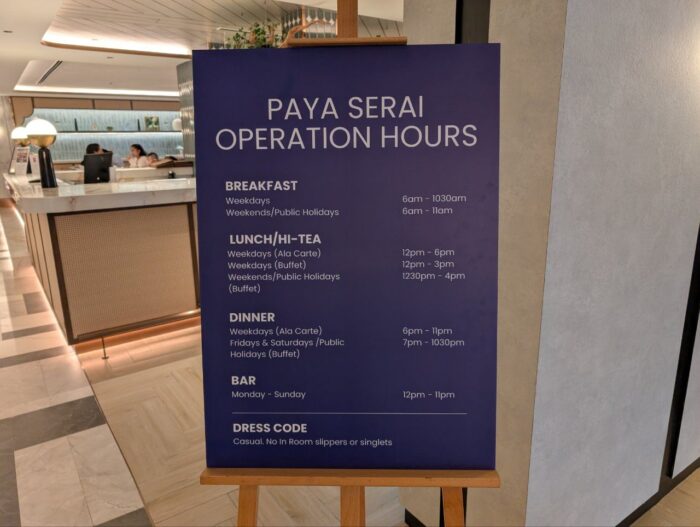 PAYA SERAI
OPERATION HOURS
BREAKFAST
Weekdays 6am - 1030am
Weekends/Public Holidays 6am - 11am
LUNCH/HI-TEA
Weekdays (Ala Carte) 12pm - 6pm
Weekdays (Buffet) 12pm - 3pm
Weekends/Public Holidays 1230pm - 4pm
(Buffet)
DINNER
Weekdays (Ala Carte) 6pm - 11pm
Fridays & Saturdays /Public 7pm - 1030pm
Holidays (Buffet)
BAR
Monday - Sunday 12pm - 11pm
DRESS CODE
Casual. No In Room slippers or singlets